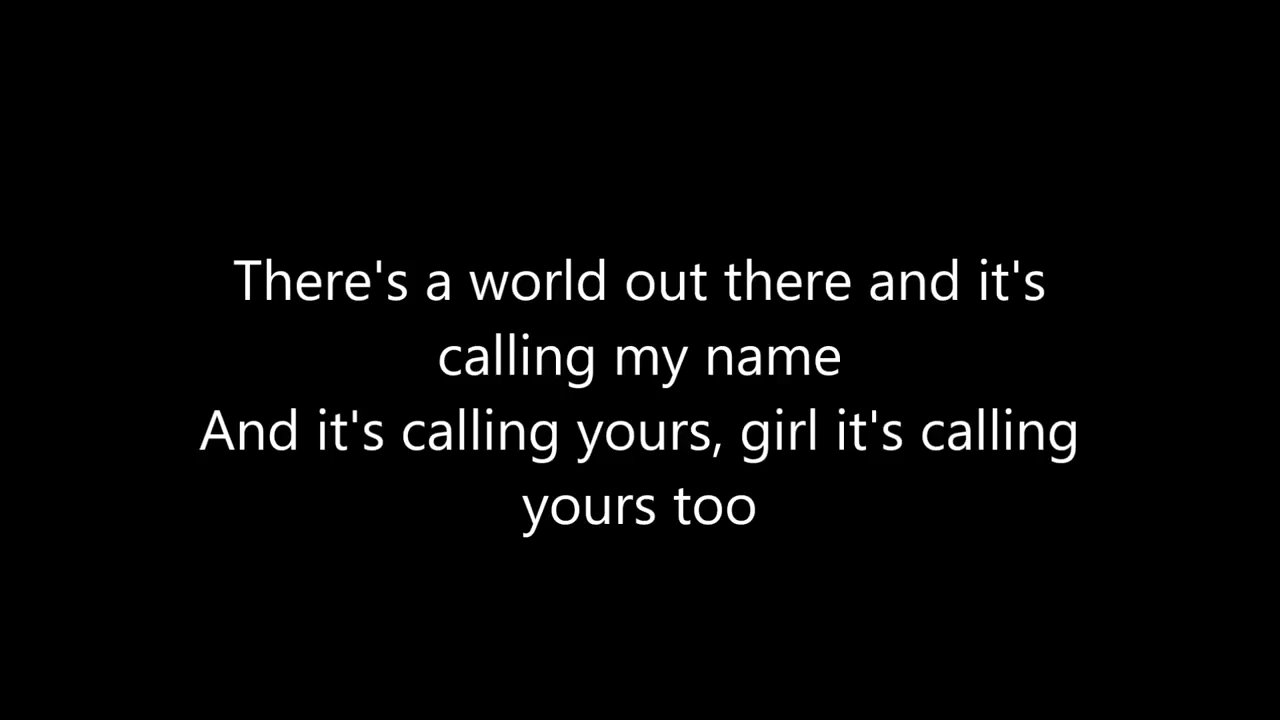 There's a world out there and it's
calling my name
And it's calling yours, girl it's calling
yours too